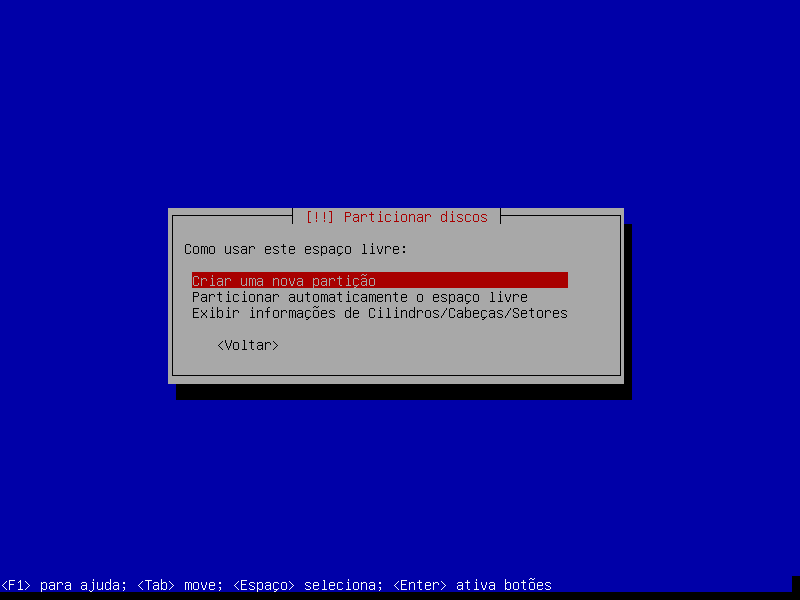 [!!] Particionar discos
Como usar este espaço livre:
Criar uma nova partição
Particionar automaticamente o espaço livre
Exibir informações de Cilindros/Cabeças/Setores
<Voltar>
<F1> para ajuda; <Tab> move; <Espaço> seleciona; <Enter> ativa botões